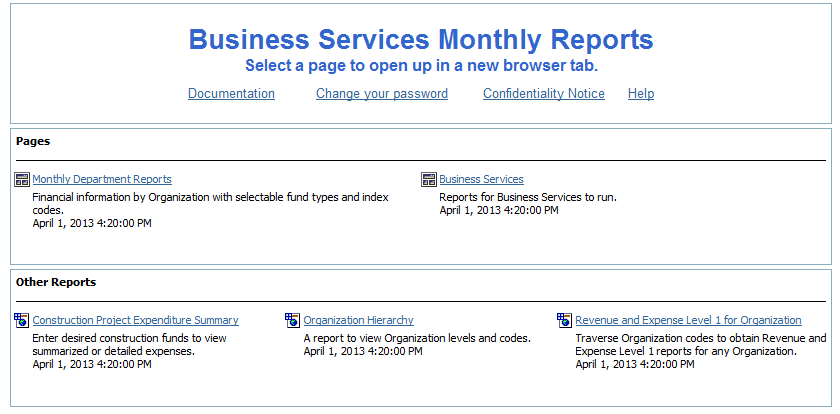 Business Services Monthly Reports
Select a page to open up in a new browser tab.
Documentation Change your password Confidentiality Notice Help
Pages
Monthly Department Reports
Financial information by Organization with selectable fund types and index
codes.
April 1, 2013 4:20:00 PM
Business Services
Reports for Business Services to run.
April 1, 2013 4:20:00 PM
Other Reports
Construction Project Expenditure Summary
Enter desired construction funds to view
summarized or detailed expenses.
April 1, 2013 4:20:00 PM
Organization Hierarchy
A report to view Organization levels and codes.
April 1, 2013 4:20:00 PM
Revenue and Expense Level 1 for Organization
Traverse Organization codes to obtain Revenue and
Expense Level 1 reports for any Organization.
April 1, 2013 4:20:00 PM